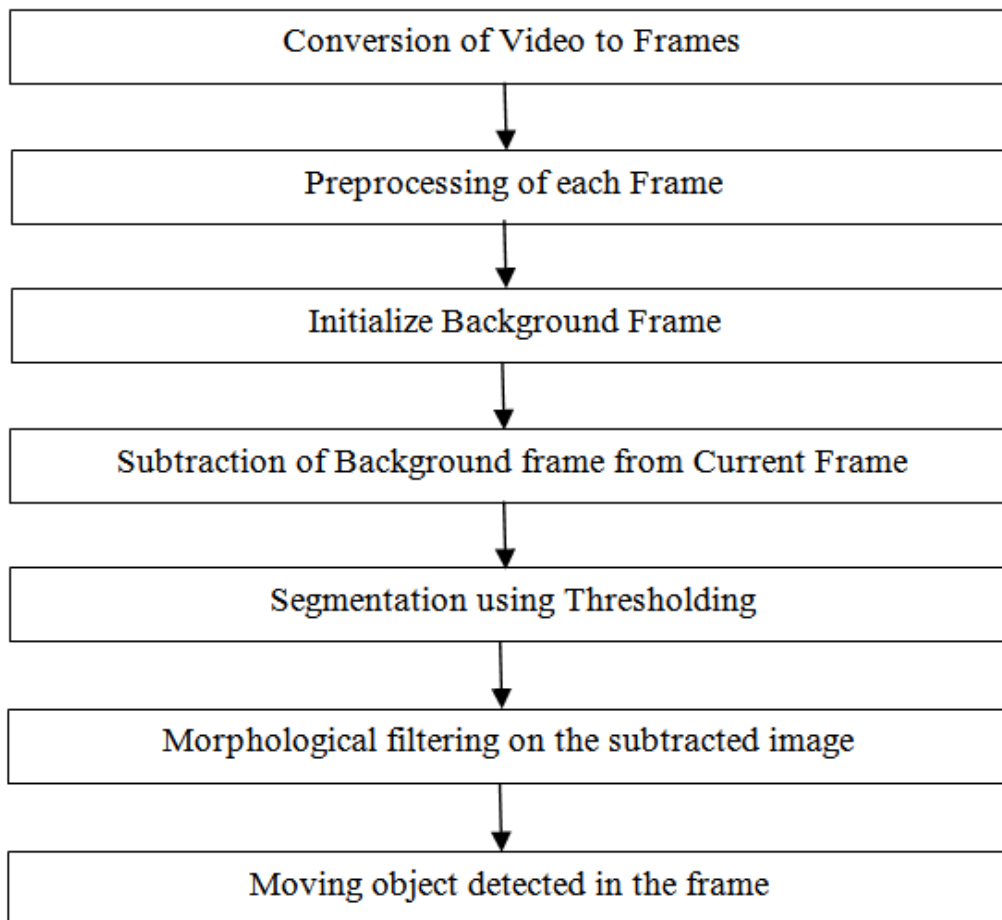 Conversion of Video to Frames
Preprocessing of each Frame
Initialize Background Frame
Subtraction of Background frame from Current Frame
Segmentation using Thresholding
Morphological filtering on the subtracted image
Moving object detected in the frame